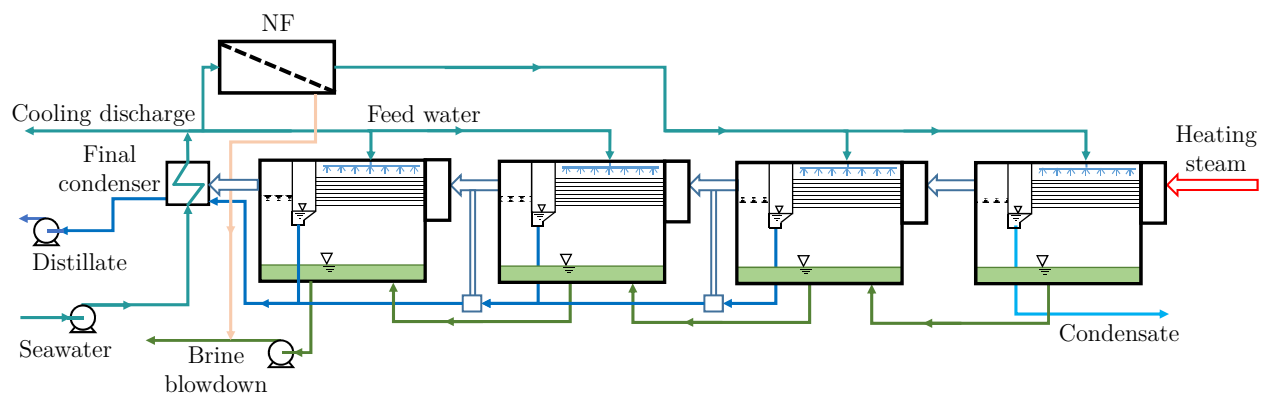 NF
Cooling discharge
Feed water
Heating
steam
Final
condenser
Distillate
Seawater
Brine
blowdown
Condensate